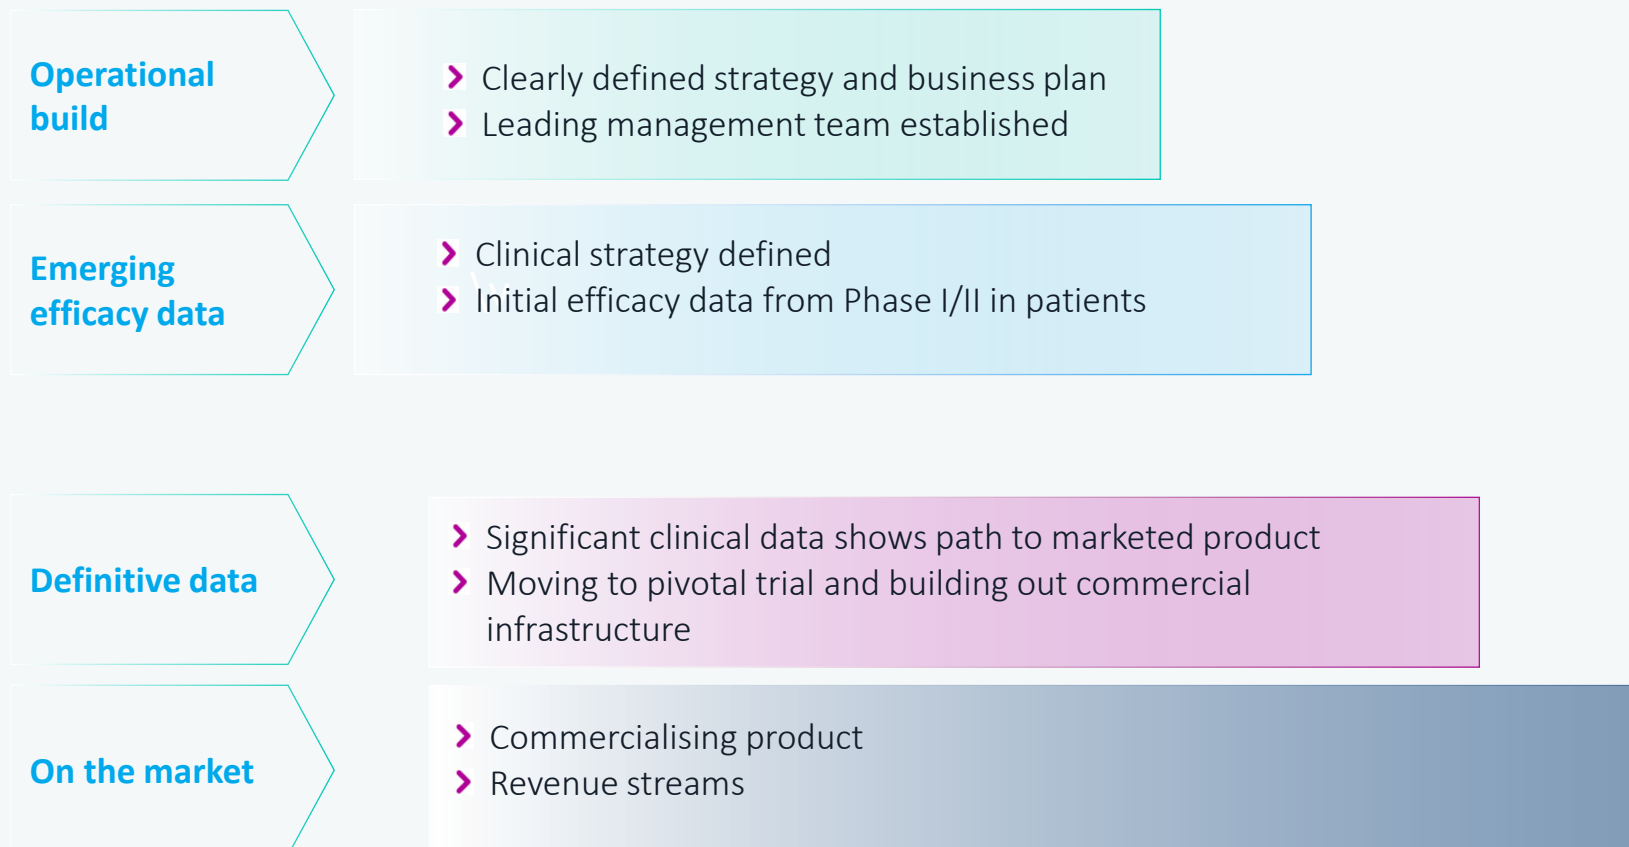 Operational
build
Clearly defined strategy and business plan
Leading management team established
Emerging
efficacy data
Clinical strategy defined
Initial efficacy data from Phase I/II in patients
Definitive data
Significant clinical data shows path to marketed product
Moving to pivotal trial and building out commercial
infrastructure
On the market
Commercialising product
Revenue streams